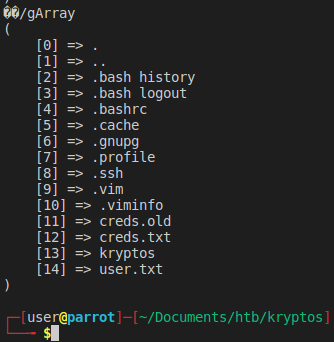 )
��/gArray
(
[0] => .
[1] => ..
[2] => .bash history
[3] => .bash logout
[4] => .bashrc
[5] => .cache
[6] => .gnupg
[7] => .profile
[8] => .ssh
[9] => .vim
[10] => .viminfo
[11] => creds.old
[12] => creds.txt
[13] => kryptos
[14] => user.txt
)
┌─[user@parrot]─[~/Documents/htb/kryptos]
└──╼ $